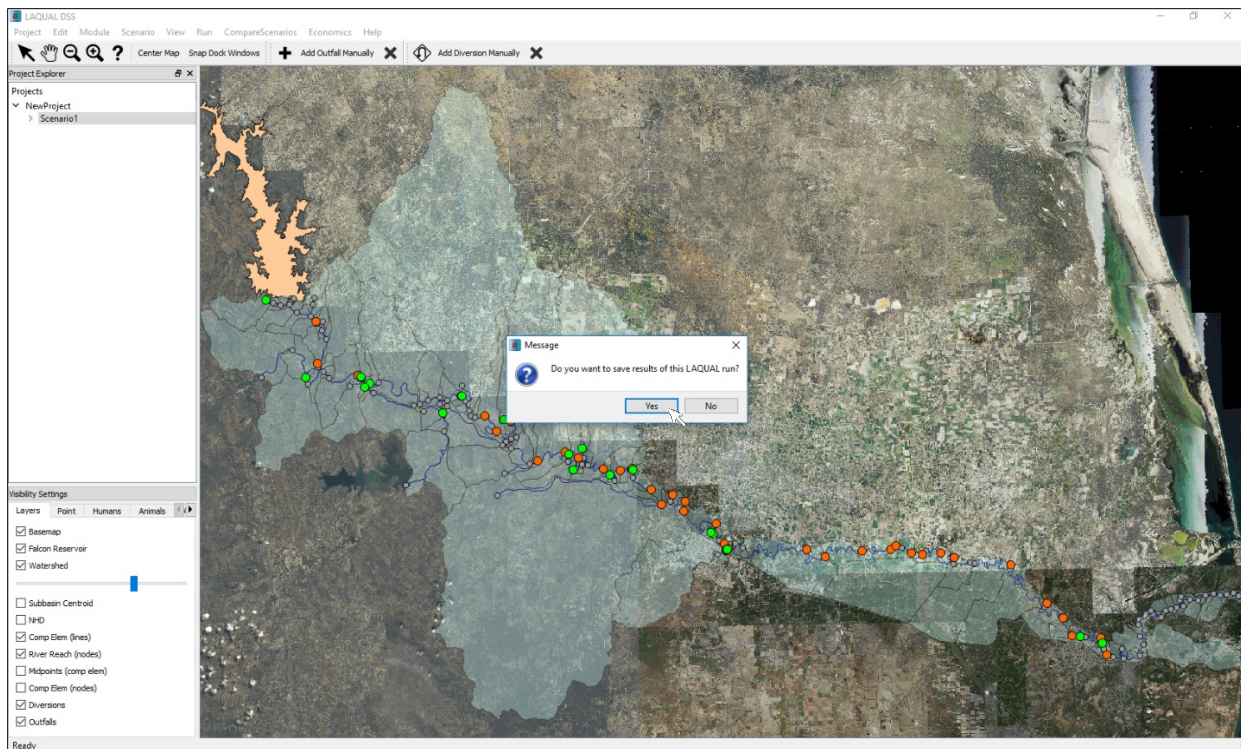 LAQUAL DSS
Project Edit Module Scenario View Run CompareScenarios Economics Help
Center Map Snap Dock Windows Add Outfall Manually Add Diversion Manually
Project Explorer
Projects
NewProject
Scenario1
Message
Do you want to save results of this LAQUAL run?
Yes No
Visibility Settings
Layers Point Humans Animals
Basemap
Falcon Reservoir
Watershed
Subbasin Centroid
NHD
Comp Elem (lines)
River Reach (nodes)
Midpoints (comp elem)
Comp Elem (nodes)
Diversions
Outfalls
Ready